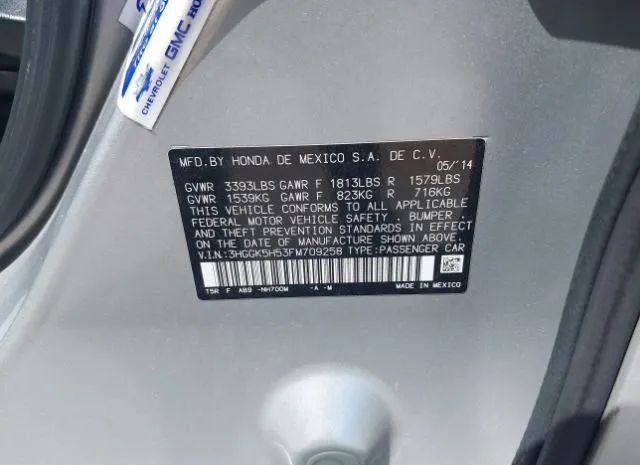 CHEVROLET GMC HO
MFD.BY HONDA DE MEXICO S.A. DE C.V.
05/'14
GVWR 3393LBS GAWR F 1813LBS R 1579LBS
GVWR 1539KG GAWR F 823KG R 716KG
THIS VEHICLE CONFORMS TO ALL APPLICABLE
FEDERAL MOTOR VEHICLE SAFETY , BUMPER ,
AND THEFT PREVENTION STANDARDS IN EFFECT
ON THE DATE OF MANUFACTURE SHOWN ABOVE.
V.I.N:3HGGK5H53FM709258 TYPE:PASSENGER CAR
T5R F AB9 -NH700M -A -M MADE IN MEXICO